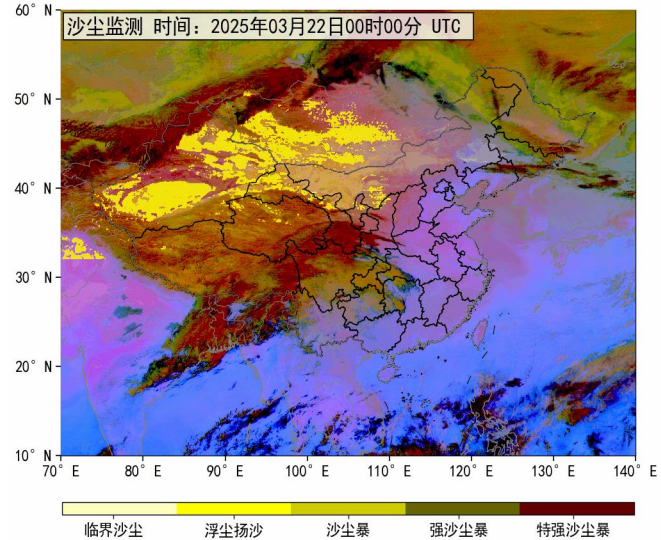 沙尘监测 时间：2025年03月22日00时00分 UTC
60° N
50° N
40° N
30° N
20° N
10° N
70° E 80° E 90° E 100° E 110° E 120° E 130° E 140° E
临界沙尘 浮尘扬沙 沙尘暴 强沙尘暴 特强沙尘暴